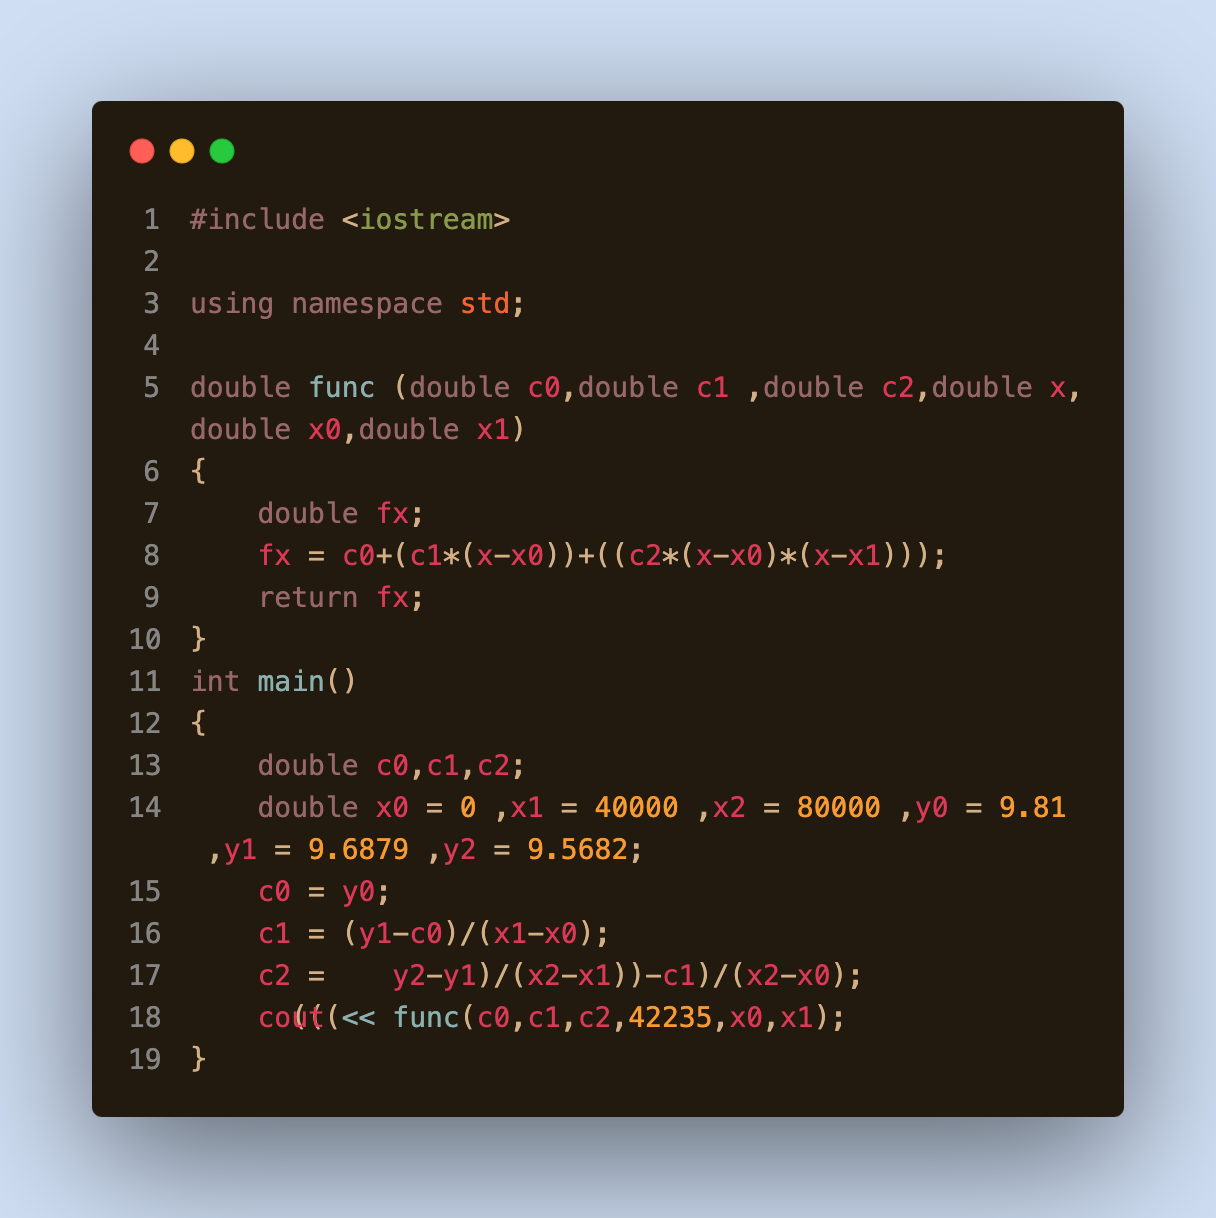 1 #include <iostream>
2
3 using namespace std;
4
5 double func (double c0,double c1 ,double c2,double x,
double x0,double x1)
6 {
7     double fx;
8     fx = c0+(c1*(x-x0))+((c2*(x-x0)*(x-x1)));
9     return fx;
10 }
11 int main()
12 {
13     double c0,c1,c2;
14     double x0 = 0 ,x1 = 40000 ,x2 = 80000 ,y0 = 9.81
,y1 = 9.6879 ,y2 = 9.5682;
15     c0 = y0;
16     c1 = (y1-c0)/(x1-x0);
17     c2 =    y2-y1)/(x2-x1))-c1)/(x2-x0);
18     cout(((<< func(c0,c1,c2,42235,x0,x1);
19 }